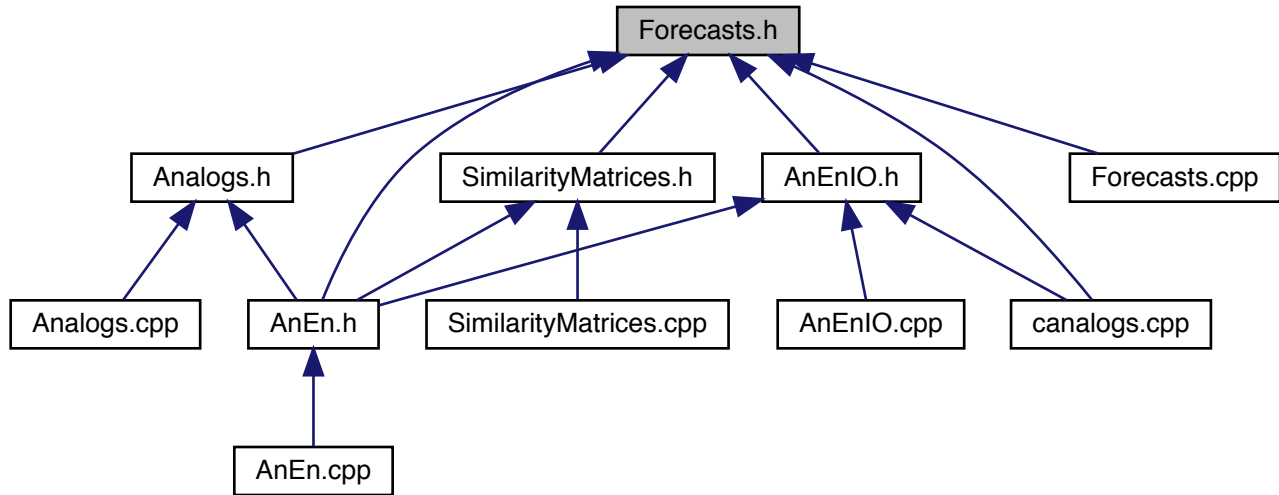 Forecasts.h
Analogs.h
SimilarityMatrices.h
AnEnIO.h
Forecasts.cpp
Analogs.cpp
AnEn.h
SimilarityMatrices.cpp
AnEnIO.cpp
canalogs.cpp
AnEn.cpp